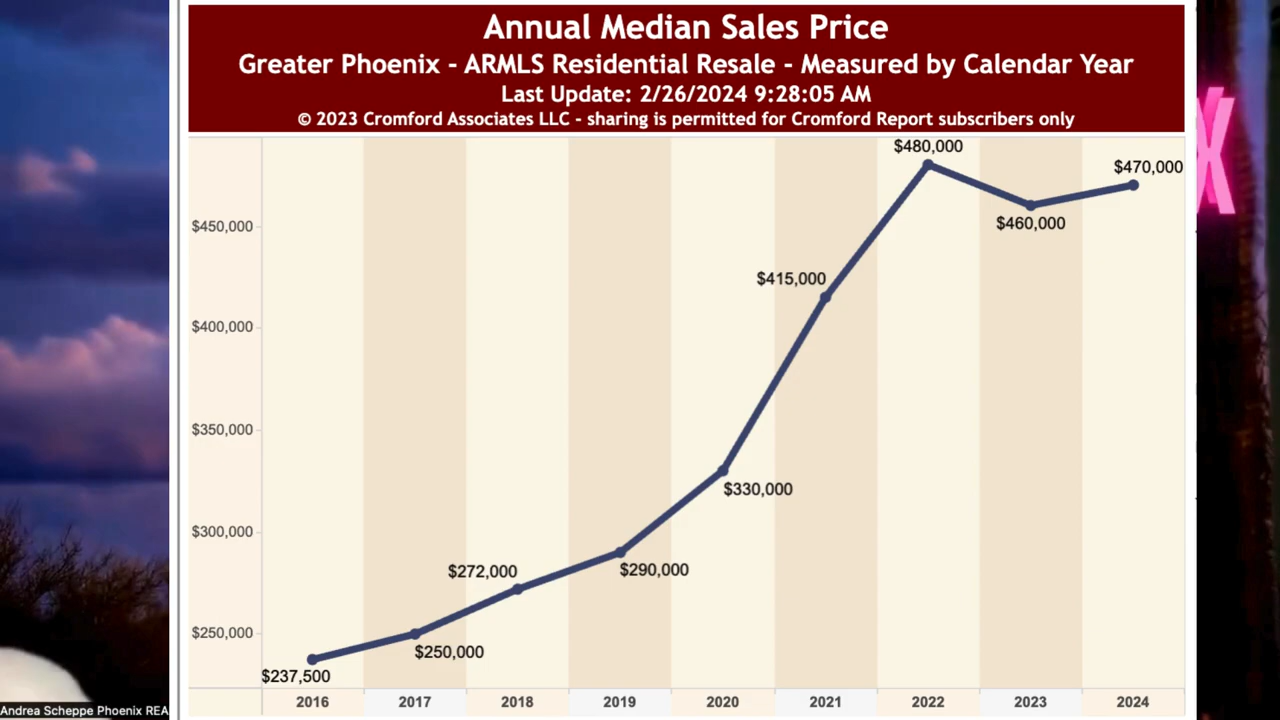 Annual Median Sales Price
Greater Phoenix - ARMLS Residential Resale - Measured by Calendar Year
Last Update: 2/26/2024 9:28:05 AM
© 2023 Cromford Associates LLC - sharing is permitted for Cromford Report subscribers only
$480,000
$470,000
$450,000
$460,000
$415,000
$400,000
$350,000
$330,000
$300,000
$272,000
$290,000
$250,000
$250,000
$237,500
2016 2017 2018 2019 2020 2021 2022 2023 2024
X
Andrea Scheppe Phoenix REA